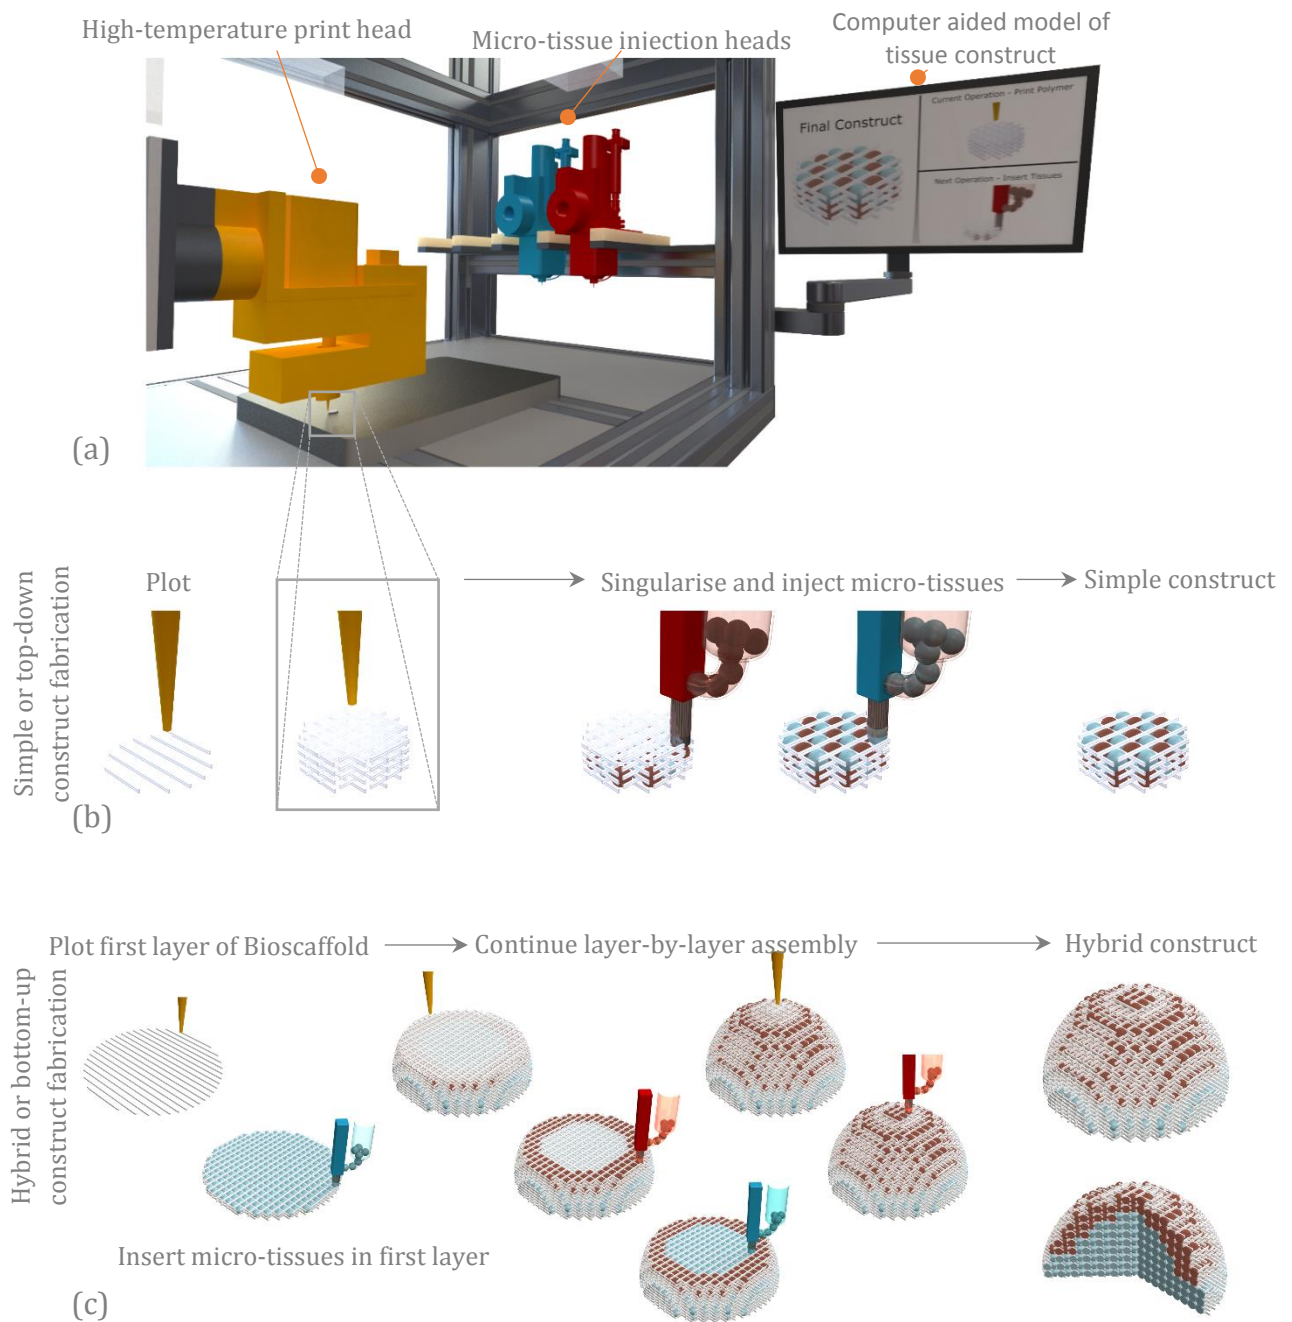 High-temperature print head
Micro-tissue injection heads
Computer aided model of
tissue construct
Final Construct
Current Operation - Print Polymer
Next Operation - Insert Tissues
(a)
Simple or top-down
construct fabrication
Plot
Singularise and inject micro-tissues
Simple construct
(b)
Hybrid or bottom-up
construct fabrication
Plot first layer of Bioscaffold
Continue layer-by-layer assembly
Hybrid construct
Insert micro-tissues in first layer
(c)